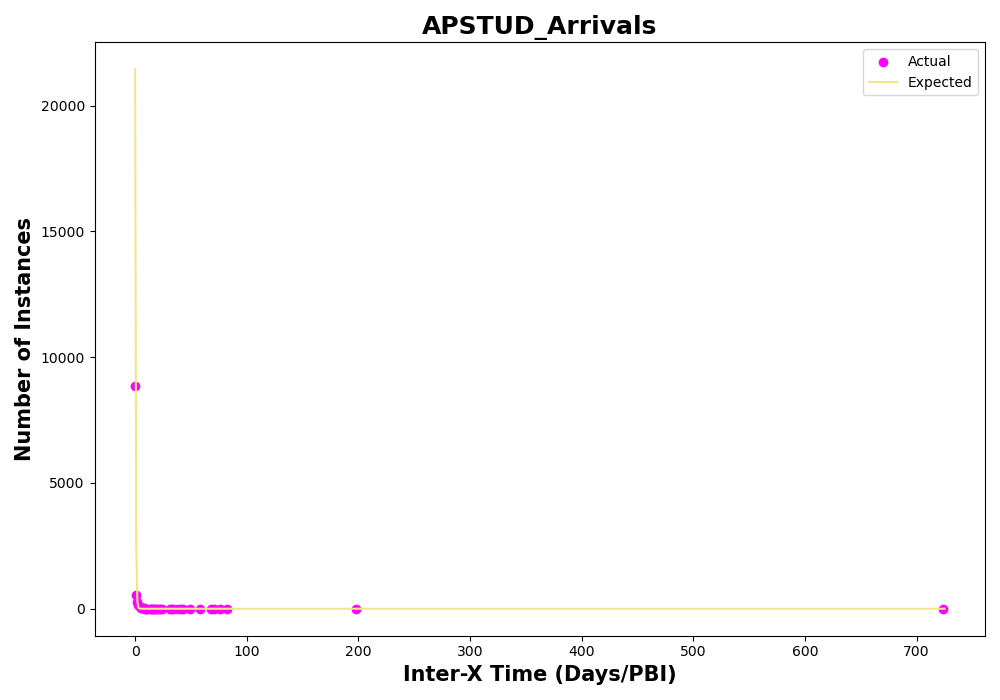 APSTUD_Arrivals
Actual
Expected
Number of Instances
20000
15000
10000
5000
0
0 100 200 300 400 500 600 700
Inter-X Time (Days/PBI)